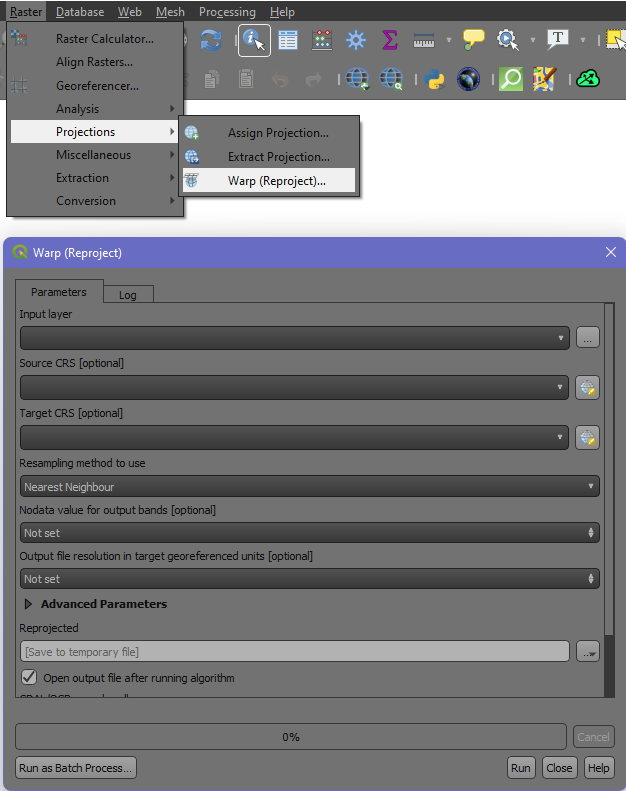 Raster Database Web Mesh Processing Help
Raster Calculator...
Align Rasters...
Georeferencer...
Analysis
Projections
Assign Projection...
Miscellaneous
Extract Projection...
Extraction
Warp (Reproject)...
Conversion
Warp (Reproject)
Parameters
Log
Input layer
...
Source CRS [optional]
Target CRS [optional]
Resampling method to use
Nearest Neighbour
Nodata value for output bands [optional]
Not set
Output file resolution in target georeferenced units [optional]
Not set
Advanced Parameters
Reprojected
[Save to temporary file]
...
Open output file after running algorithm
0%
Cancel
Run as Batch Process...
Run
Close
Help